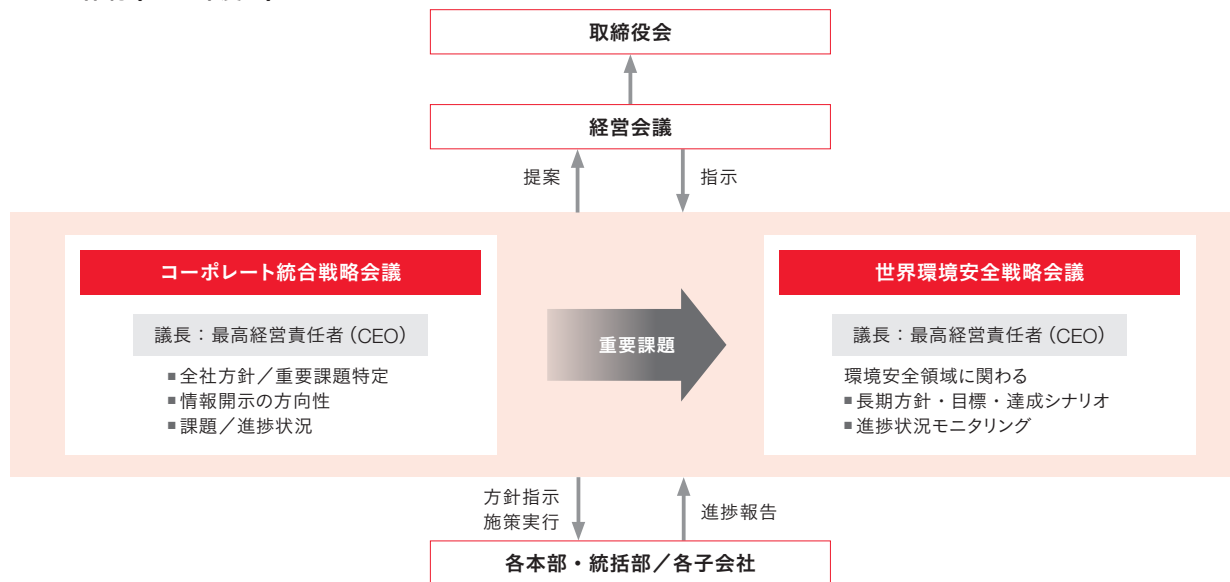 取締役会
経営会議
提案
指示
コーポレート統合戦略会議
議長：最高経営責任者（CEO）
■全社方針／重要課題特定
■情報開示の方向性
■課題／進捗状況
重要課題
世界環境安全戦略会議
議長：最高経営責任者（CEO）
環境安全領域に関わる
■長期方針・目標・達成シナリオ
■進捗状況モニタリング
方針指示
施策実行
進捗報告
各本部・統括部／各子会社